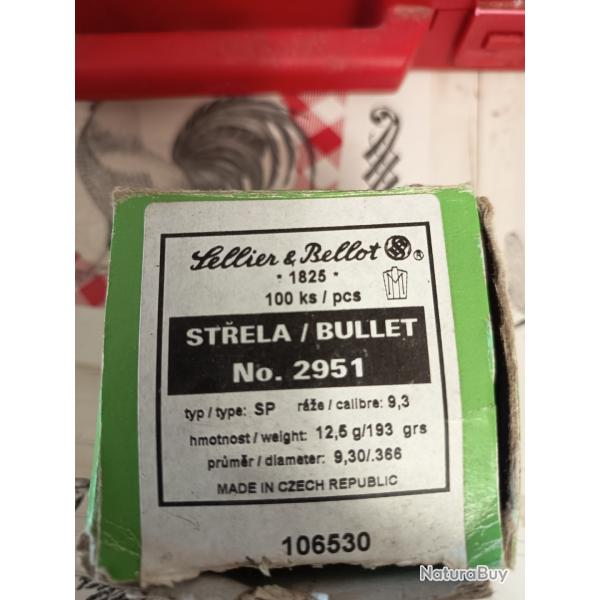 Sellier & Bellot ®
* 1825 *
100 ks / pcs
STŘELA / BULLET
No. 2951
typ / type: SP ráže / calibre: 9,3
hmotnost / weight: 12,5 g/193 grs
průměr / diameter: 9,30/.366
MADE IN CZECH REPUBLIC
106530
NaturaBuy